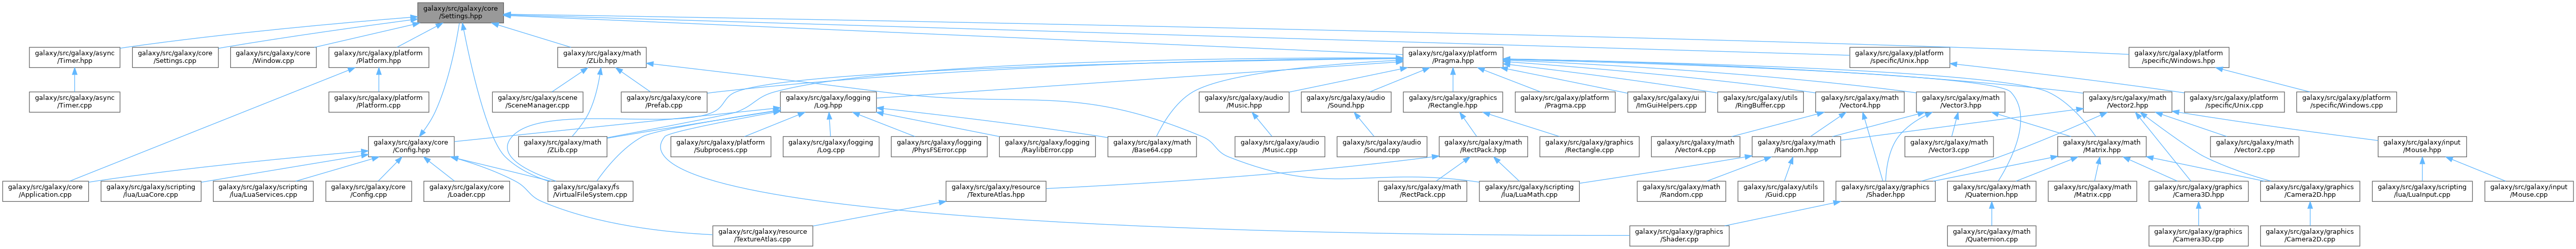 galaxy/src/galaxy/core
/Settings.hpp
galaxy/src/galaxy/async
/Timer.hpp
galaxy/src/galaxy/core
/Settings.cpp
galaxy/src/galaxy/core
/Window.cpp
galaxy/src/galaxy/platform
/Platform.hpp
galaxy/src/galaxy/math
/ZLib.hpp
galaxy/src/galaxy/platform
/Pragma.hpp
galaxy/src/galaxy/platform
specific/Unix.hpp
galaxy/src/galaxy/platform
specific/Windows.hpp
galaxy/src/galaxy/async
/Timer.cpp
galaxy/src/galaxy/platform
/Platform.cpp
galaxy/src/galaxy/scene
/SceneManager.cpp
galaxy/src/galaxy/core
/Prefab.cpp
galaxy/src/galaxy/logging
/Log.hpp
galaxy/src/galaxy/audio
/Music.hpp
galaxy/src/galaxy/audio
/Sound.hpp
galaxy/src/galaxy/graphics
/Rectangle.hpp
galaxy/src/galaxy/platform
/Pragma.cpp
galaxy/src/galaxy/ui
/ImGuiHelpers.cpp
galaxy/src/galaxy/utils
/RingBuffer.cpp
galaxy/src/galaxy/math
/Vector4.hpp
galaxy/src/galaxy/math
/Vector3.hpp
galaxy/src/galaxy/math
/Vector2.hpp
galaxy/src/galaxy/platform
specific/Unix.cpp
galaxy/src/galaxy/platform
specific/Windows.cpp
galaxy/src/galaxy/core
/Config.hpp
galaxy/src/galaxy/math
/ZLib.cpp
galaxy/src/galaxy/platform
/Subprocess.cpp
galaxy/src/galaxy/logging
/Log.cpp
galaxy/src/galaxy/logging
/PhysFSError.cpp
galaxy/src/galaxy/logging
/RaylibError.cpp
galaxy/src/galaxy/math
/Base64.cpp
galaxy/src/galaxy/audio
/Music.cpp
galaxy/src/galaxy/audio
/Sound.cpp
galaxy/src/galaxy/math
/RectPack.hpp
galaxy/src/galaxy/graphics
/Rectangle.cpp
galaxy/src/galaxy/math
/Vector4.cpp
galaxy/src/galaxy/math
/Random.hpp
galaxy/src/galaxy/math
/Vector3.cpp
galaxy/src/galaxy/math
/Matrix.hpp
galaxy/src/galaxy/math
/Vector2.cpp
galaxy/src/galaxy/input
/Mouse.hpp
galaxy/src/galaxy/core
/Application.cpp
galaxy/src/galaxy/scripting
/lua/LuaCore.cpp
galaxy/src/galaxy/scripting
/lua/LuaServices.cpp
galaxy/src/galaxy/core
/Config.cpp
galaxy/src/galaxy/core
/Loader.cpp
galaxy/src/galaxy/fs
/VirtualFileSystem.cpp
galaxy/src/galaxy/resource
/TextureAtlas.hpp
galaxy/src/galaxy/math
/RectPack.cpp
galaxy/src/galaxy/scripting
/lua/LuaMath.cpp
galaxy/src/galaxy/math
/Random.cpp
galaxy/src/galaxy/utils
/Guid.cpp
galaxy/src/galaxy/graphics
/Shader.hpp
galaxy/src/galaxy/math
/Quaternion.hpp
galaxy/src/galaxy/math
/Matrix.cpp
galaxy/src/galaxy/graphics
/Camera3D.hpp
galaxy/src/galaxy/graphics
/Camera2D.hpp
galaxy/src/galaxy/scripting
/lua/LuaInput.cpp
galaxy/src/galaxy/input
/Mouse.cpp
galaxy/src/galaxy/resource
/TextureAtlas.cpp
galaxy/src/galaxy/graphics
/Shader.cpp
galaxy/src/galaxy/math
/Quaternion.cpp
galaxy/src/galaxy/graphics
/Camera3D.cpp
galaxy/src/galaxy/graphics
/Camera2D.cpp